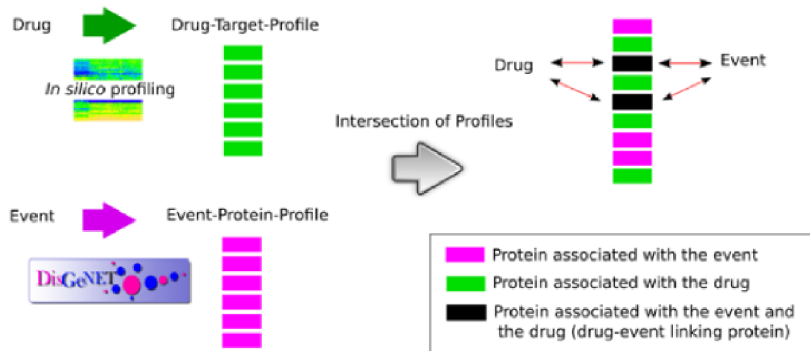 Drug
Drug-Target-Profile
In silico profiling
Event
Event-Protein-Profile
DisGeNET
Intersection of Profiles
Drug
Event
Protein associated with the event
Protein associated with the drug
Protein associated with the event and
the drug (drug-event linking protein)